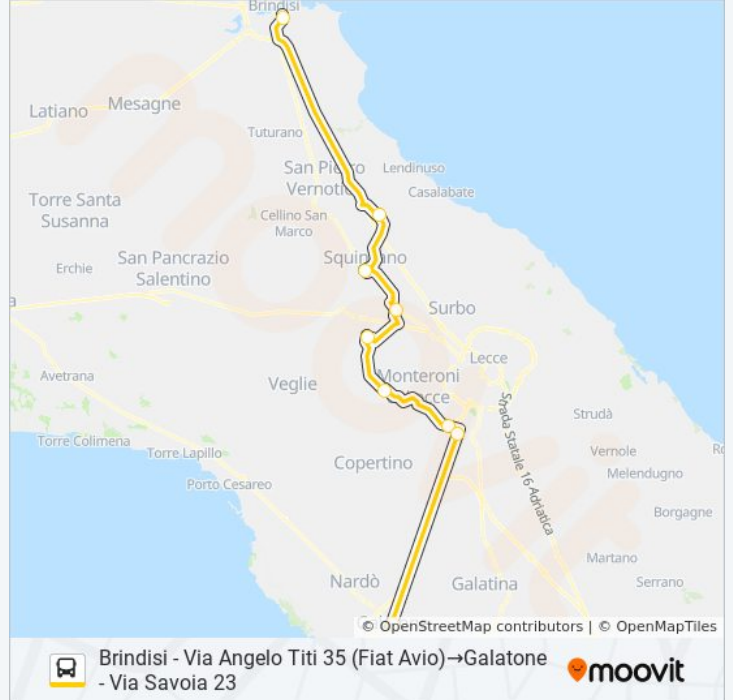 Brindisi
Latiano
Mesagne
Tuturano
San Pietro
Vernotico
Lendinuso
Casalabate
Torre Santa
Susanna
Cellino San
Marco
Squinzano
Erchie
San Pancrazio
Salentino
Surbo
Lecce
Avetrana
Veglie
Monteroni
Strada Statale 16 Adriatica
Strudà
Torre Colimena
Torre Lapillo
Copertino
Vernole
Porto Cesareo
Melendugno
Borgagne
Martano
Nardò
Galatina
Serrano
© OpenStreetMap contributors | © OpenMapTiles
Brindisi - Via Angelo Titi 35 (Fiat Avio)→Galatone
- Via Savoia 23
moovit